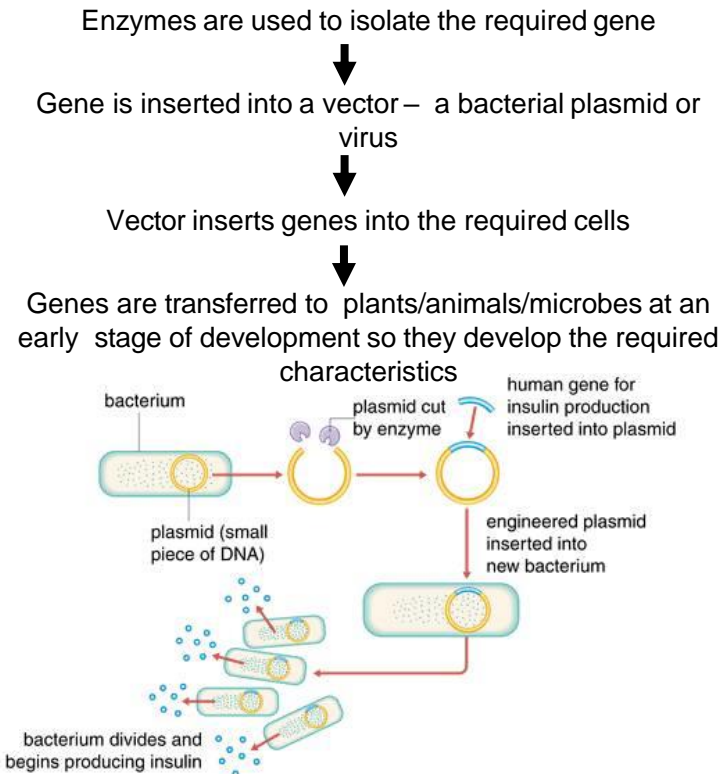 Enzymes are used to isolate the required gene
Gene is inserted into a vector – a bacterial plasmid or
virus
Vector inserts genes into the required cells
Genes are transferred to plants/animals/microbes at an
early stage of development so they develop the required
characteristics
bacterium
plasmid cut
by enzyme
human gene for
insulin production
inserted into plasmid
plasmid (small
piece of DNA)
engineered plasmid
inserted into
new bacterium
bacterium divides and
begins producing insulin